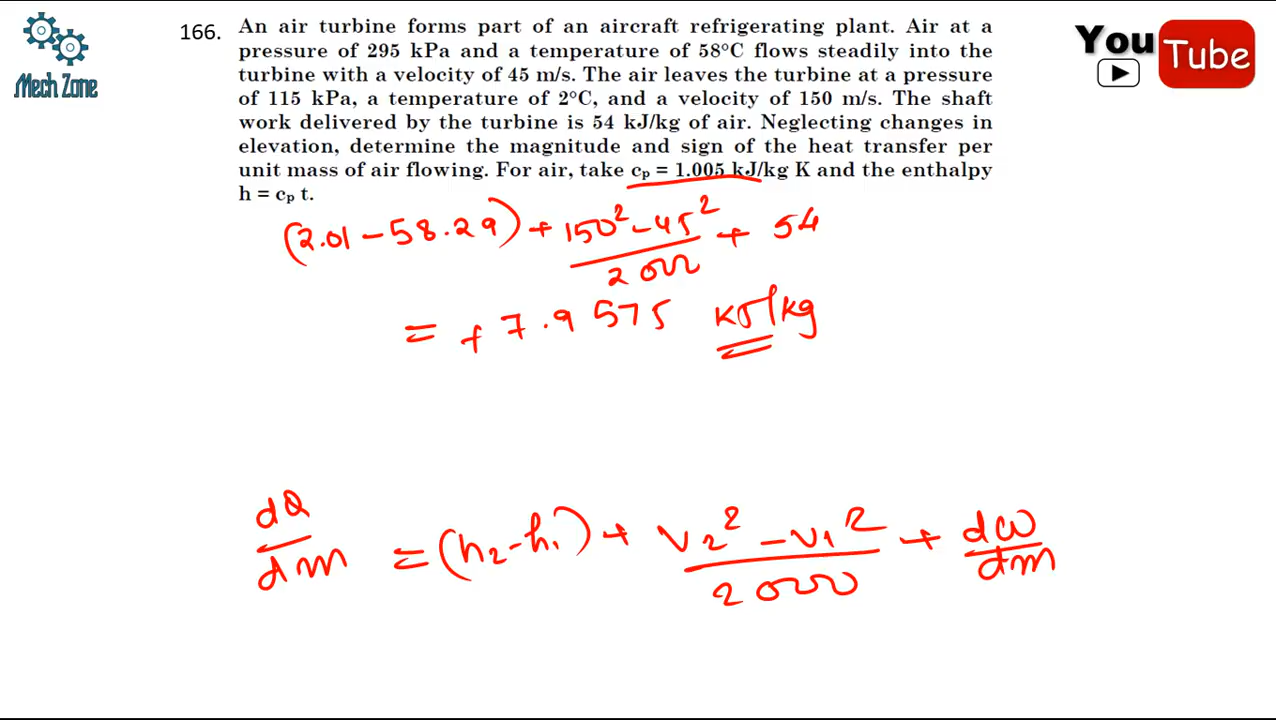 Mech Zone
166.
An air turbine forms part of an aircraft refrigerating plant. Air at a
pressure of 295 kPa and a temperature of 58°C flows steadily into the
turbine with a velocity of 45 m/s. The air leaves the turbine at a pressure
of 115 kPa, a temperature of 2°C, and a velocity of 150 m/s. The shaft
work delivered by the turbine is 54 kJ/kg of air. Neglecting changes in
elevation, determine the magnitude and sign of the heat transfer per
unit mass of air flowing. For air, take cₚ = 1.005 kJ/kg K and the enthalpy
h = cₚ t.
You Tube
(2.01 - 58.29) + (150² - 45²)/2000 + 54
= + 7.9575 kJ/kg
dQ/dm = (h₂ - h₁) + (V₂² - V₁²)/2000 + dW/dm